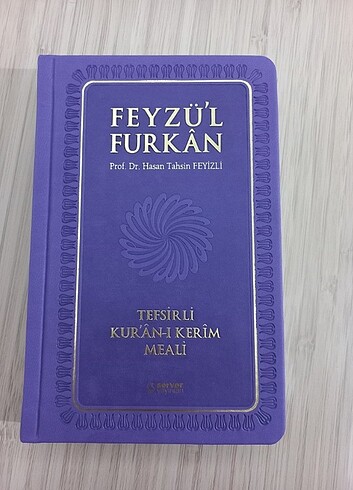 FEYZÜ'L
FURKÂN
Prof. Dr. Hasan Tahsin FEYİZLİ
TEFSİRLİ
KUR'ÂN-I KERÎM
MEALİ